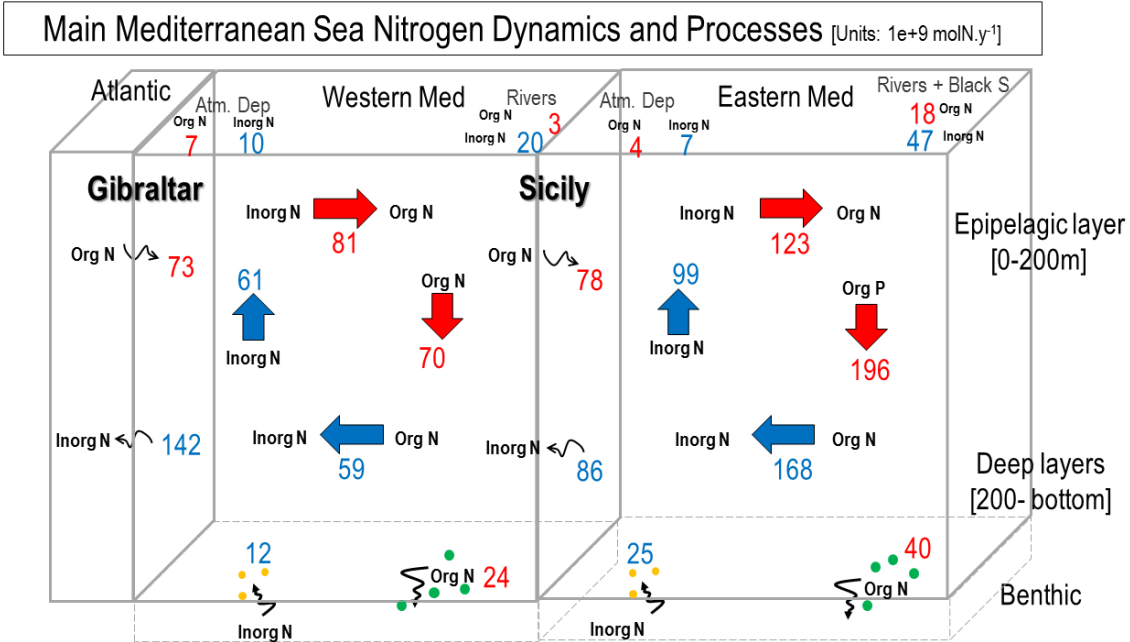 Main Mediterranean Sea Nitrogen Dynamics and Processes [Units: 1e+9 molN.y-1]
Atlantic
Western Med
Eastern Med
Atm. Dep
Org N
7
Inorg N
10
Rivers
Org N
3
Inorg N
20
Atm. Dep
Org N
4
Inorg N
7
Rivers + Black S
18 Org N
47 Inorg N
Gibraltar
Sicily
Inorg N
Org N
81
Inorg N
Org N
123
Epipelagic layer
[0-200m]
Org N
73
61
Inorg N
Org N
70
Org N
78
99
Inorg N
Org P
196
Inorg N
142
Inorg N
Org N
59
Inorg N
86
Inorg N
Org N
168
Deep layers
[200- bottom]
12
Inorg N
Org N
24
25
Inorg N
40
Org N
Benthic